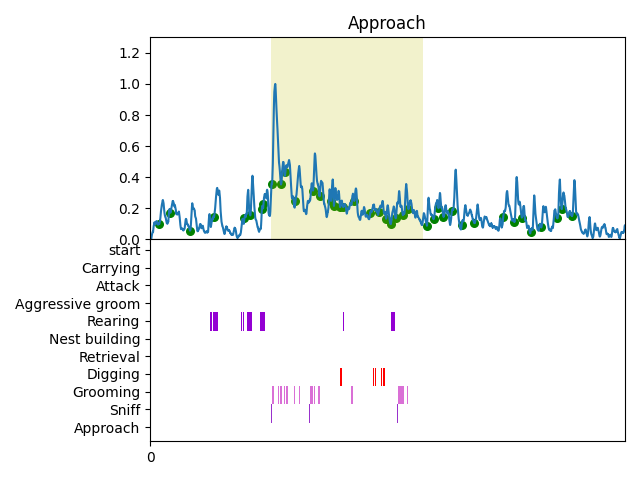 Approach
1.2
1.0
0.8
0.6
0.4
0.2
0.0
start
Carrying
Attack
Aggressive groom
Rearing
Nest building
Retrieval
Digging
Grooming
Sniff
Approach
0